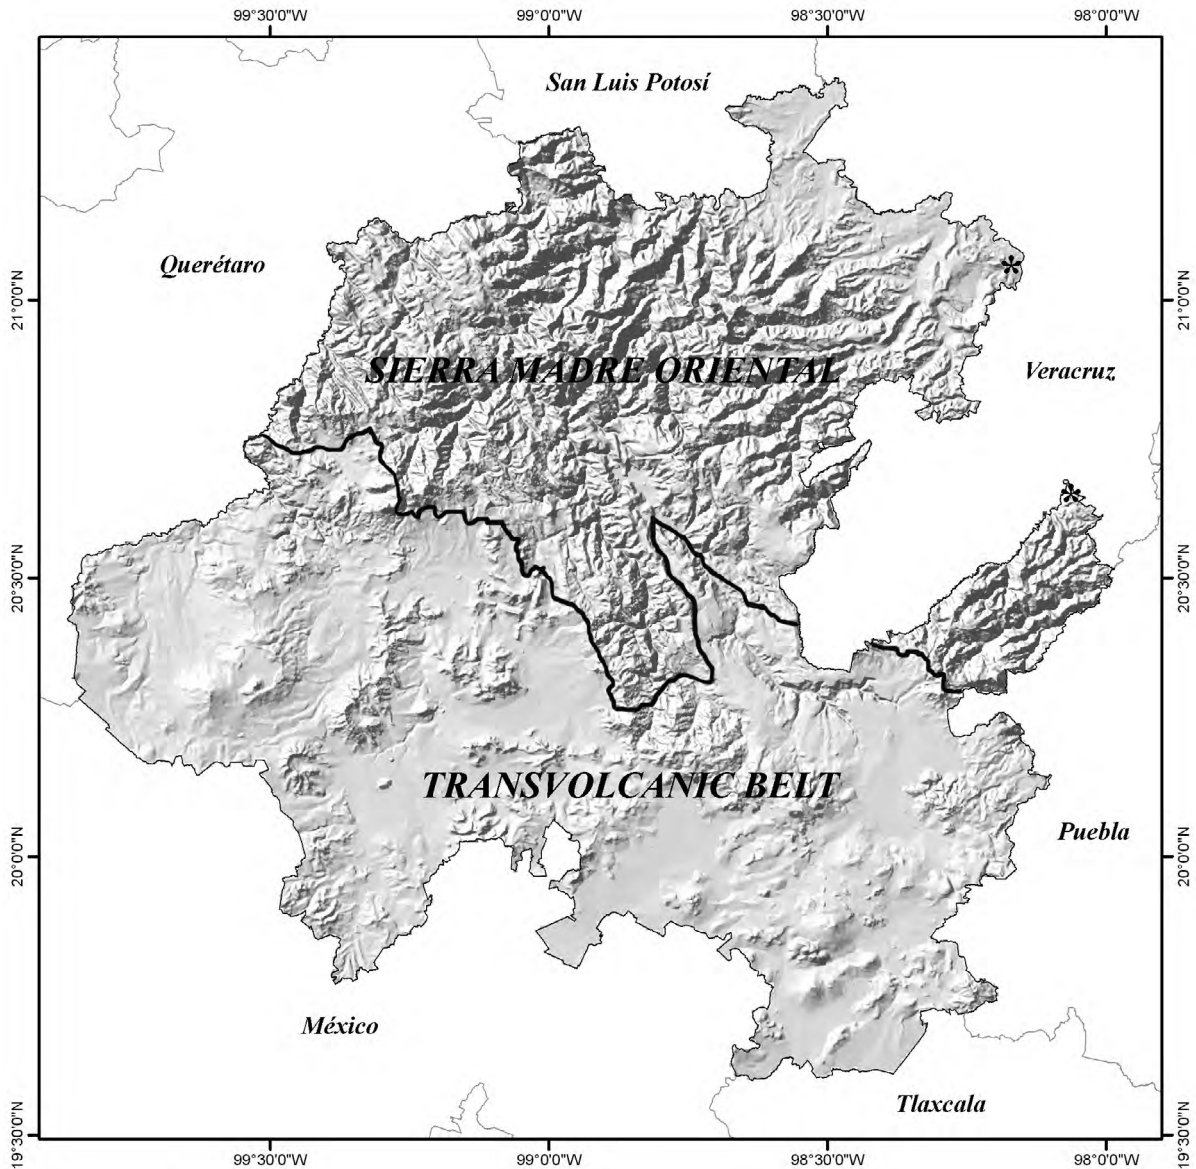 99°30'0"W 99°00'0"W 98°30'0"W 98°0'0"W
San Luis Potosí
Querétaro
*
21°0'0"N 21°0'0"N
SIERRA MADRE ORIENTAL
Veracruz
*
20°30'0"N 20°30'0"N
TRANSVOLCANIC BELT
Puebla
20°0'0"N 20°0'0"N
México
Tlaxcala
19°30'0"N 19°30'0"N
99°30'0"W 99°00'0"W 98°30'0"W 98°0'0"W